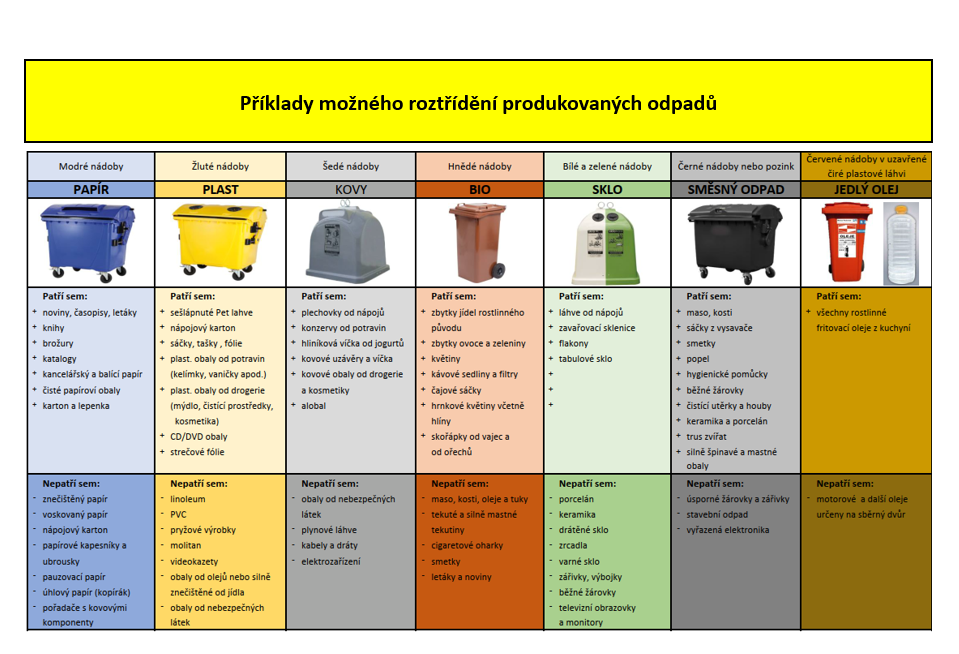 Příklady možného roztřídění produkovaných odpadů
Modré nádoby
PAPÍR
Patří sem:
+ noviny, časopisy, letáky
+ knihy
+ brožury
+ katalogy
+ kancelářský a balící papír
+ čisté papíroví obaly
+ karton a lepenka
Nepatří sem:
- znečištěný papír
- voskovaný papír
- nápojový karton
- papírové kapesníky a
ubrousky
- pauzovací papír
- úhlový papír (kopírák)
- pořadače s kovovými
komponenty
Žluté nádoby
PLAST
Patří sem:
+ sešlápnuté Pet lahve
+ nápojový karton
+ sáčky, tašky , fólie
+ plast. obaly od potravin
(kelímky, vaničky apod.)
+ plast. obaly od drogerie
(mýdlo, čistící prostředky,
kosmetika)
+ CD/DVD obaly
+ strečové fólie
Nepatří sem:
- linoleum
- PVC
- pryžové výrobky
- molitan
- videokazety
- obaly od olejů nebo silně
znečištěné od jídla
- obaly od nebezpečných
látek
Šedé nádoby
KOVY
Patří sem:
+ plechovky od nápojů
+ konzervy od potravin
+ hliníková víčka od jogurtů
+ kovové uzávěry a víčka
+ kovové obaly od drogerie
a kosmetiky
+ alobal
Nepatří sem:
- obaly od nebezpečných
látek
- plynové láhve
- kabely a dráty
- elektrozařízení
Hnědé nádoby
BIO
Patří sem:
+ zbytky jídel rostlinného
původu
+ zbytky ovoce a zeleniny
+ květiny
+ kávové sedliny a filtry
+ čajové sáčky
+ hrnkové květiny včetně
hlíny
+ skořápky od vajec a
od ořechů
Nepatří sem:
- maso, kosti, oleje a tuky
- tekuté a silně mastné
tekutiny
- cigaretové oharky
- smetky
- letáky a noviny
Bílé a zelené nádoby
SKLO
Patří sem:
+ láhve od nápojů
+ zavařovací sklenice
+ flakony
+ tabulové sklo
+
+
+
Nepatří sem:
- porcelán
- keramika
- drátěné sklo
- zrcadla
- varné sklo
- zářivky, výbojky
- běžné žárovky
- televizní obrazovky
a monitory
Černé nádoby nebo pozink
SMĚSNÝ ODPAD
Patří sem:
+ maso, kosti
+ sáčky z vysavače
+ smetky
+ popel
+ hygienické pomůcky
+ běžné žárovky
+ čistící utěrky a houby
+ keramika a porcelán
+ trus zvířat
+ silně špinavé a mastné
obaly
Nepatří sem:
- úsporné žárovky a zářivky
- stavební odpad
- vyřazená elektronika
Červené nádoby v uzavřené
čiré plastové láhvi
JEDLÝ OLEJ
Patří sem:
+ všechny rostlinné
fritovací oleje z kuchyní
Nepatří sem:
- motorové a další oleje
určeny na sběrný dvůr